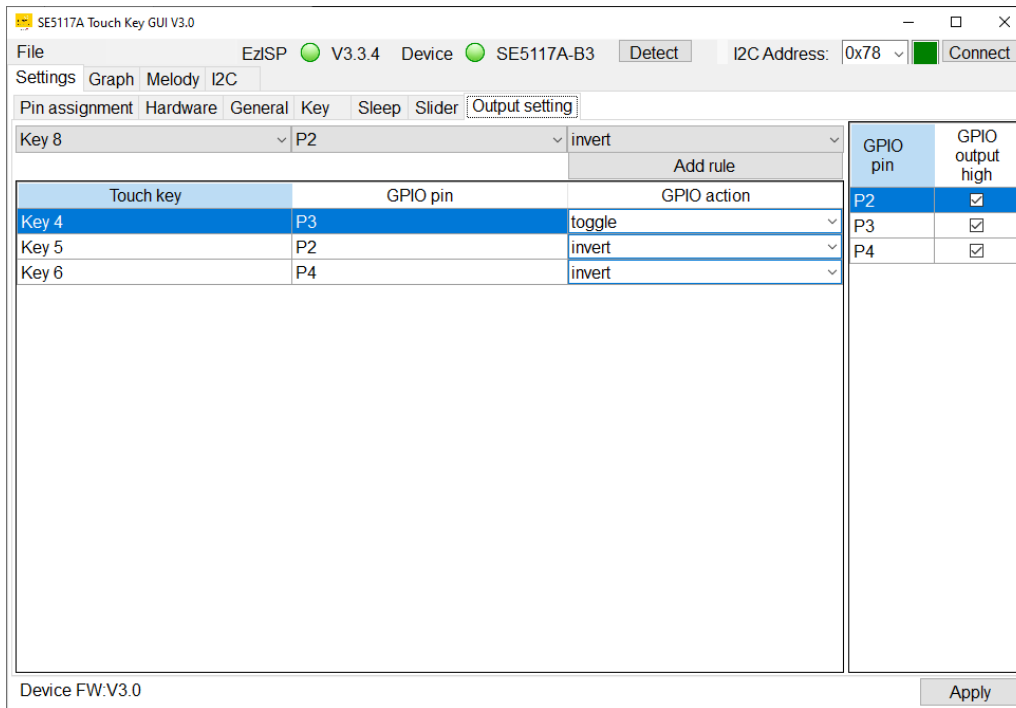 SE5117A Touch Key GUI V3.0
File EzISP V3.3.4 Device SE5117A-B3 Detect I2C Address: 0x78 Connect
Settings Graph Melody I2C
Pin assignment Hardware General Key Sleep Slider Output setting
Key 8 P2 invert
Add rule
Touch key GPIO pin GPIO action
Key 4 P3 toggle
Key 5 P2 invert
Key 6 P4 invert
GPIO pin GPIO output high
P2
P3
P4
Device FW:V3.0 Apply